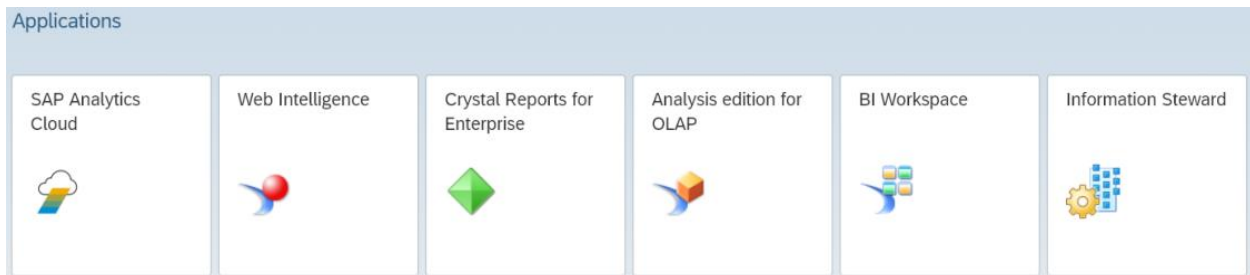 Applications
SAP Analytics
Cloud
Web Intelligence
Crystal Reports for
Enterprise
Analysis edition for
OLAP
BI Workspace
Information Steward